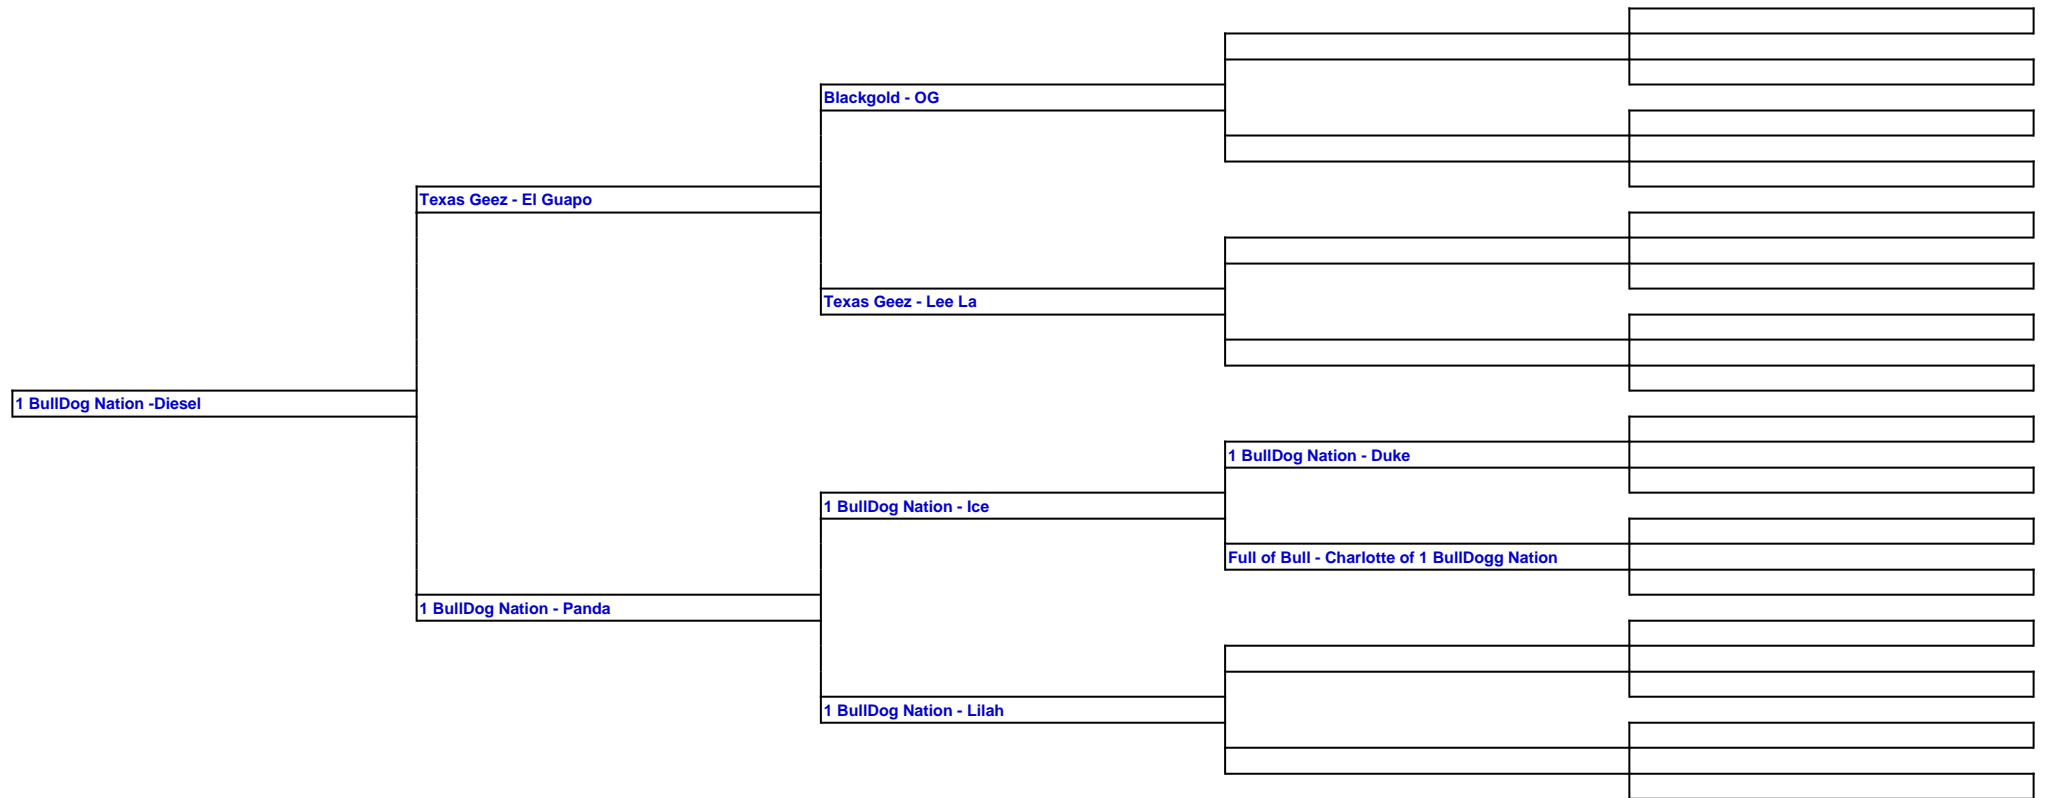 Blackgold - OG
Texas Geez - El Guapo
Texas Geez - Lee La
1 BullDog Nation -Diesel
1 BullDog Nation - Duke
1 BullDog Nation - Ice
Full of Bull - Charlotte of 1 BullDogg Nation
1 BullDog Nation - Panda
1 BullDog Nation - Lilah